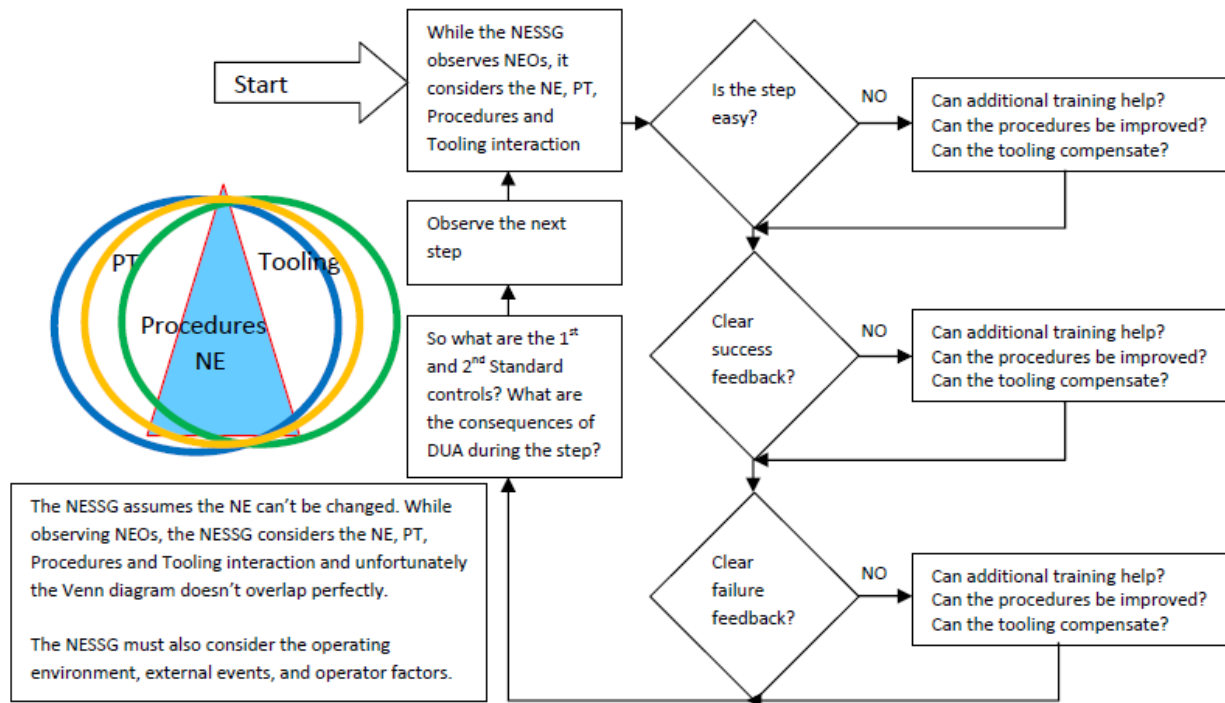 Start
While the NESSG
observes NEOs, it
considers the NE, PT,
Procedures and
Tooling interaction
Is the step
easy?
NO
Can additional training help?
Can the procedures be improved?
Can the tooling compensate?
Observe the next
step
PT
Tooling
Procedures
NE
So what are the 1st
and 2nd Standard
controls? What are
the consequences of
DUA during the step?
Clear
success
feedback?
NO
Can additional training help?
Can the procedures be improved?
Can the tooling compensate?
The NESSG assumes the NE can’t be changed. While
observing NEOs, the NESSG considers the NE, PT,
Procedures and Tooling interaction and unfortunately
the Venn diagram doesn’t overlap perfectly.
The NESSG must also consider the operating
environment, external events, and operator factors.
Clear
failure
feedback?
NO
Can additional training help?
Can the procedures be improved?
Can the tooling compensate?